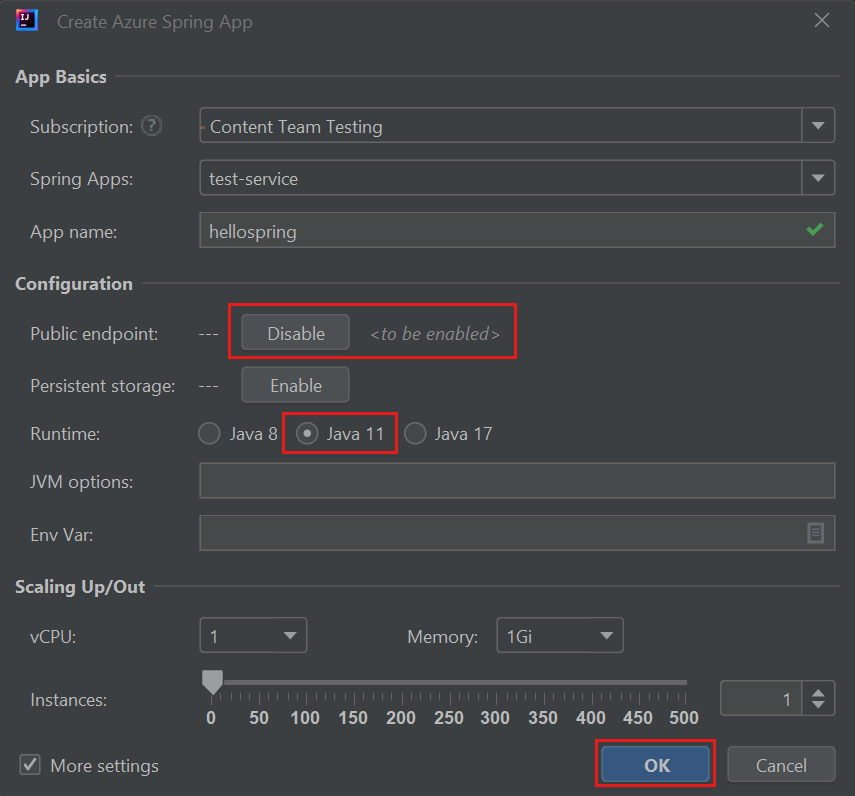 IJ Create Azure Spring App
App Basics
Subscription: ? Content Team Testing
Spring Apps: test-service
App name: hellospring
Configuration
Public endpoint: --- Disable <to be enabled>
Persistent storage: --- Enable
Runtime: Java 8 Java 11 Java 17
JVM options:
Env Var:
Scaling Up/Out
vCPU: 1 Memory: 1Gi
Instances: 1
0 50 100 150 200 250 300 350 400 450 500
More settings OK Cancel